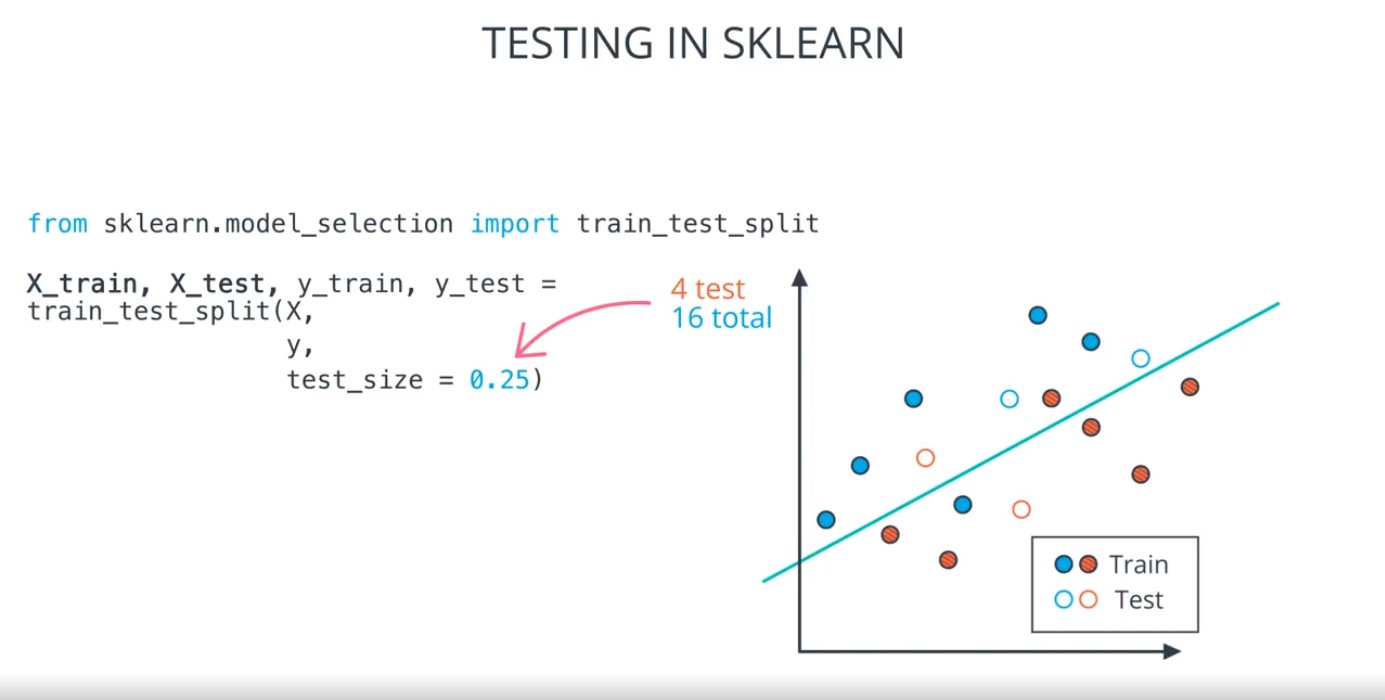 TESTING IN SKLEARN
from sklearn.model_selection import train_test_split
X_train, X_test, y_train, y_test =
train_test_split(X,
y,
test_size = 0.25)
4 test
16 total
Train
Test